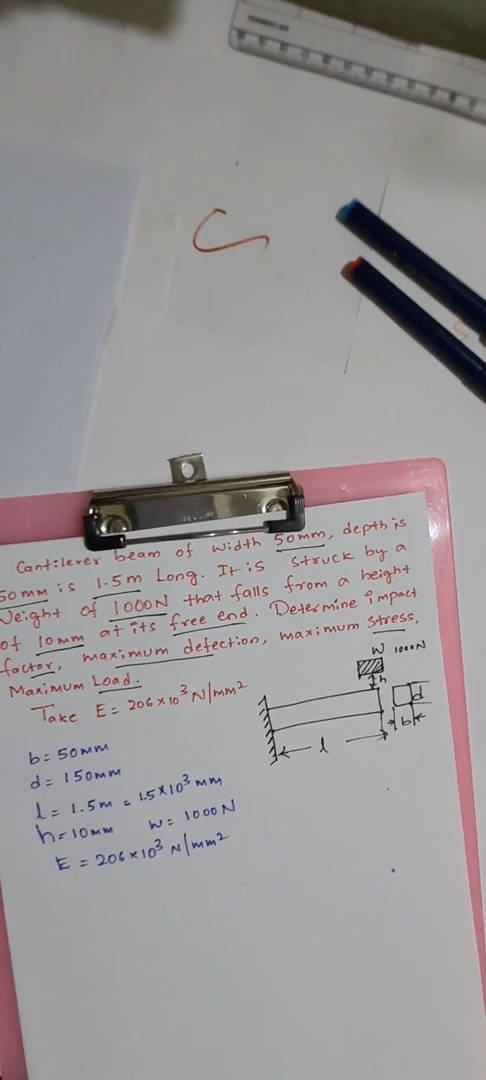 Cantilever beam of width 50mm, depth is
50mm is 1.5m Long. It is struck by a
Weight of 1000N that falls from a height
of 10mm at its free end. Determine impact
factor, maximum defection, maximum stress,
Maximum Load.
Take E = 206×10³ N/mm²
W 1000N
h
d
b
l
b = 50mm
d = 150mm
l = 1.5m = 1.5×10³ mm
h = 10mm W = 1000N
E = 206×10³ N/mm²